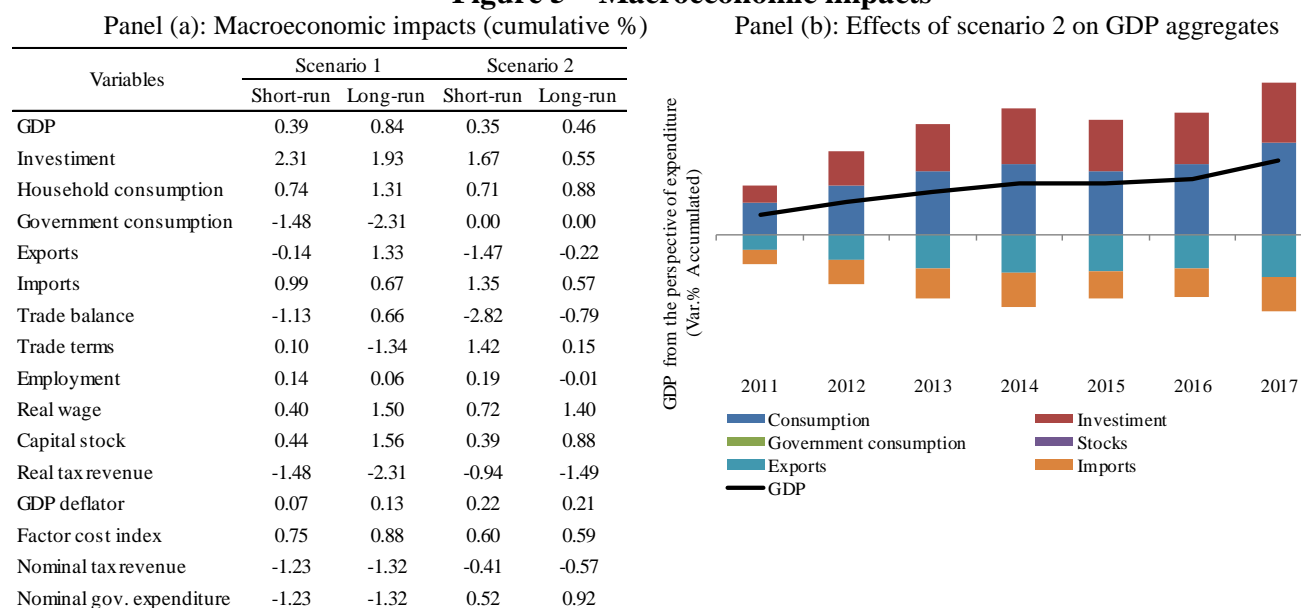 Figure 3 – Macroeconomic impacts
Panel (a): Macroeconomic impacts (cumulative %)
Variables Scenario 1 Scenario 2
Short-run Long-run Short-run Long-run
GDP 0.39 0.84 0.35 0.46
Investiment 2.31 1.93 1.67 0.55
Household consumption 0.74 1.31 0.71 0.88
Government consumption -1.48 -2.31 0.00 0.00
Exports -0.14 1.33 -1.47 -0.22
Imports 0.99 0.67 1.35 0.57
Trade balance -1.13 0.66 -2.82 -0.79
Trade terms 0.10 -1.34 1.42 0.15
Employment 0.14 0.06 0.19 -0.01
Real wage 0.40 1.50 0.72 1.40
Capital stock 0.44 1.56 0.39 0.88
Real tax revenue -1.48 -2.31 -0.94 -1.49
GDP deflator 0.07 0.13 0.22 0.21
Factor cost index 0.75 0.88 0.60 0.59
Nominal tax revenue -1.23 -1.32 -0.41 -0.57
Nominal gov. expenditure -1.23 -1.32 0.52 0.92
Panel (b): Effects of scenario 2 on GDP aggregates
GDP from the perspective of expenditure
(Var.% Accumulated)
2011 2012 2013 2014 2015 2016 2017
Consumption Investiment
Government consumption Stocks
Exports Imports
GDP